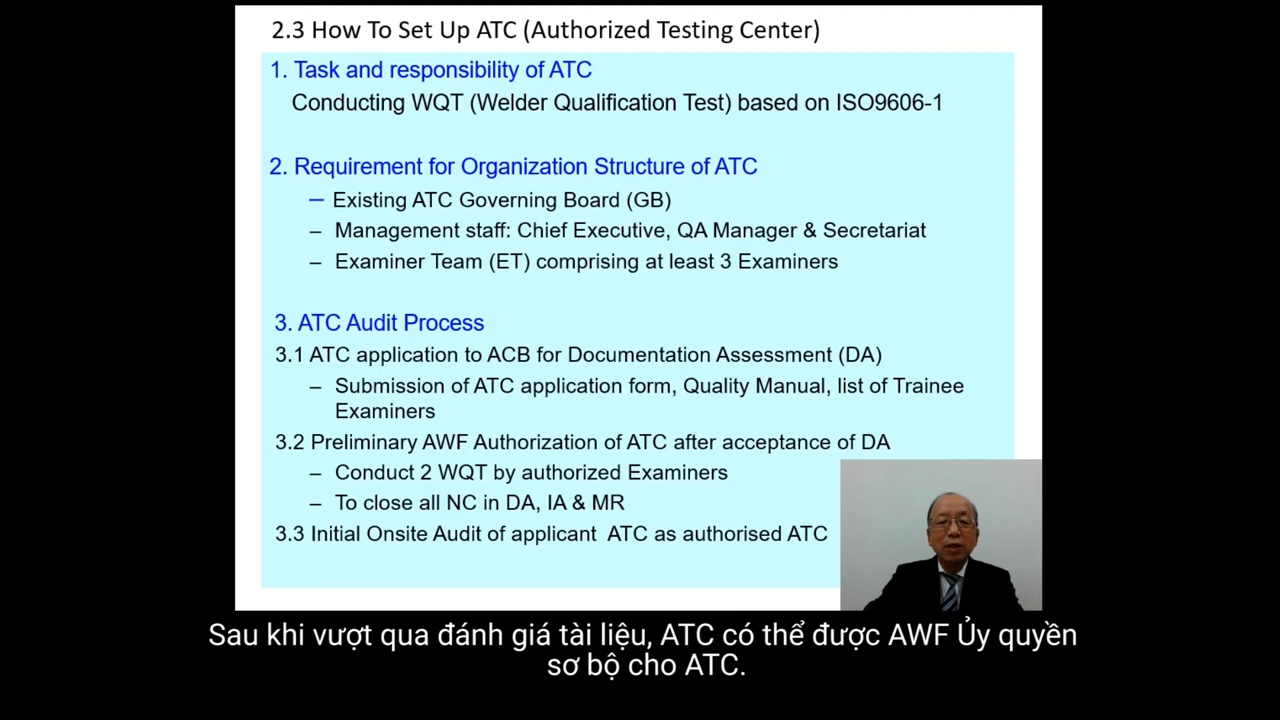 2.3 How To Set Up ATC (Authorized Testing Center)
1. Task and responsibility of ATC
Conducting WQT (Welder Qualification Test) based on ISO9606-1
2. Requirement for Organization Structure of ATC
– Existing ATC Governing Board (GB)
– Management staff: Chief Executive, QA Manager & Secretariat
– Examiner Team (ET) comprising at least 3 Examiners
3. ATC Audit Process
3.1 ATC application to ACB for Documentation Assessment (DA)
– Submission of ATC application form, Quality Manual, list of Trainee
Examiners
3.2 Preliminary AWF Authorization of ATC after acceptance of DA
– Conduct 2 WQT by authorized Examiners
– To close all NC in DA, IA & MR
3.3 Initial Onsite Audit of applicant ATC as authorised ATC
Sau khi vượt qua đánh giá tài liệu, ATC có thể được AWF Ủy quyền
sơ bộ cho ATC.